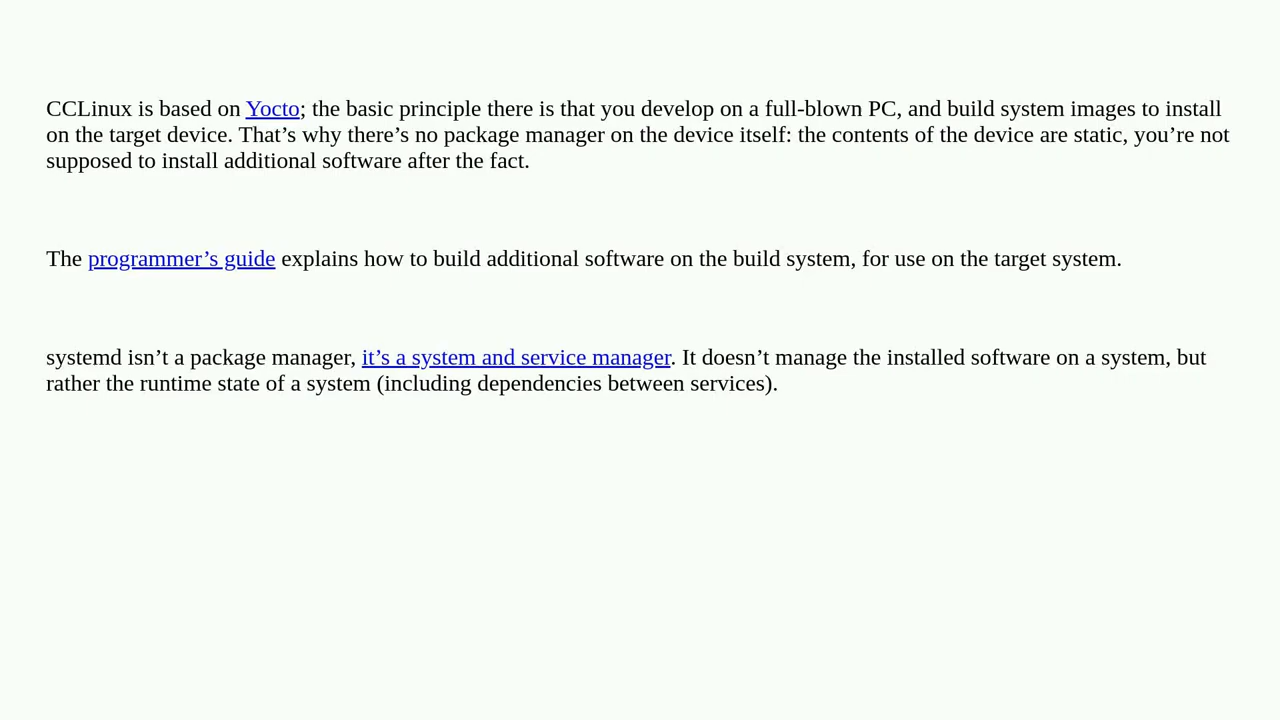 CCLinux is based on Yocto; the basic principle there is that you develop on a full-blown PC, and build system images to install
on the target device. That’s why there’s no package manager on the device itself: the contents of the device are static, you’re not
supposed to install additional software after the fact.
The programmer’s guide explains how to build additional software on the build system, for use on the target system.
systemd isn’t a package manager, it’s a system and service manager. It doesn’t manage the installed software on a system, but
rather the runtime state of a system (including dependencies between services).